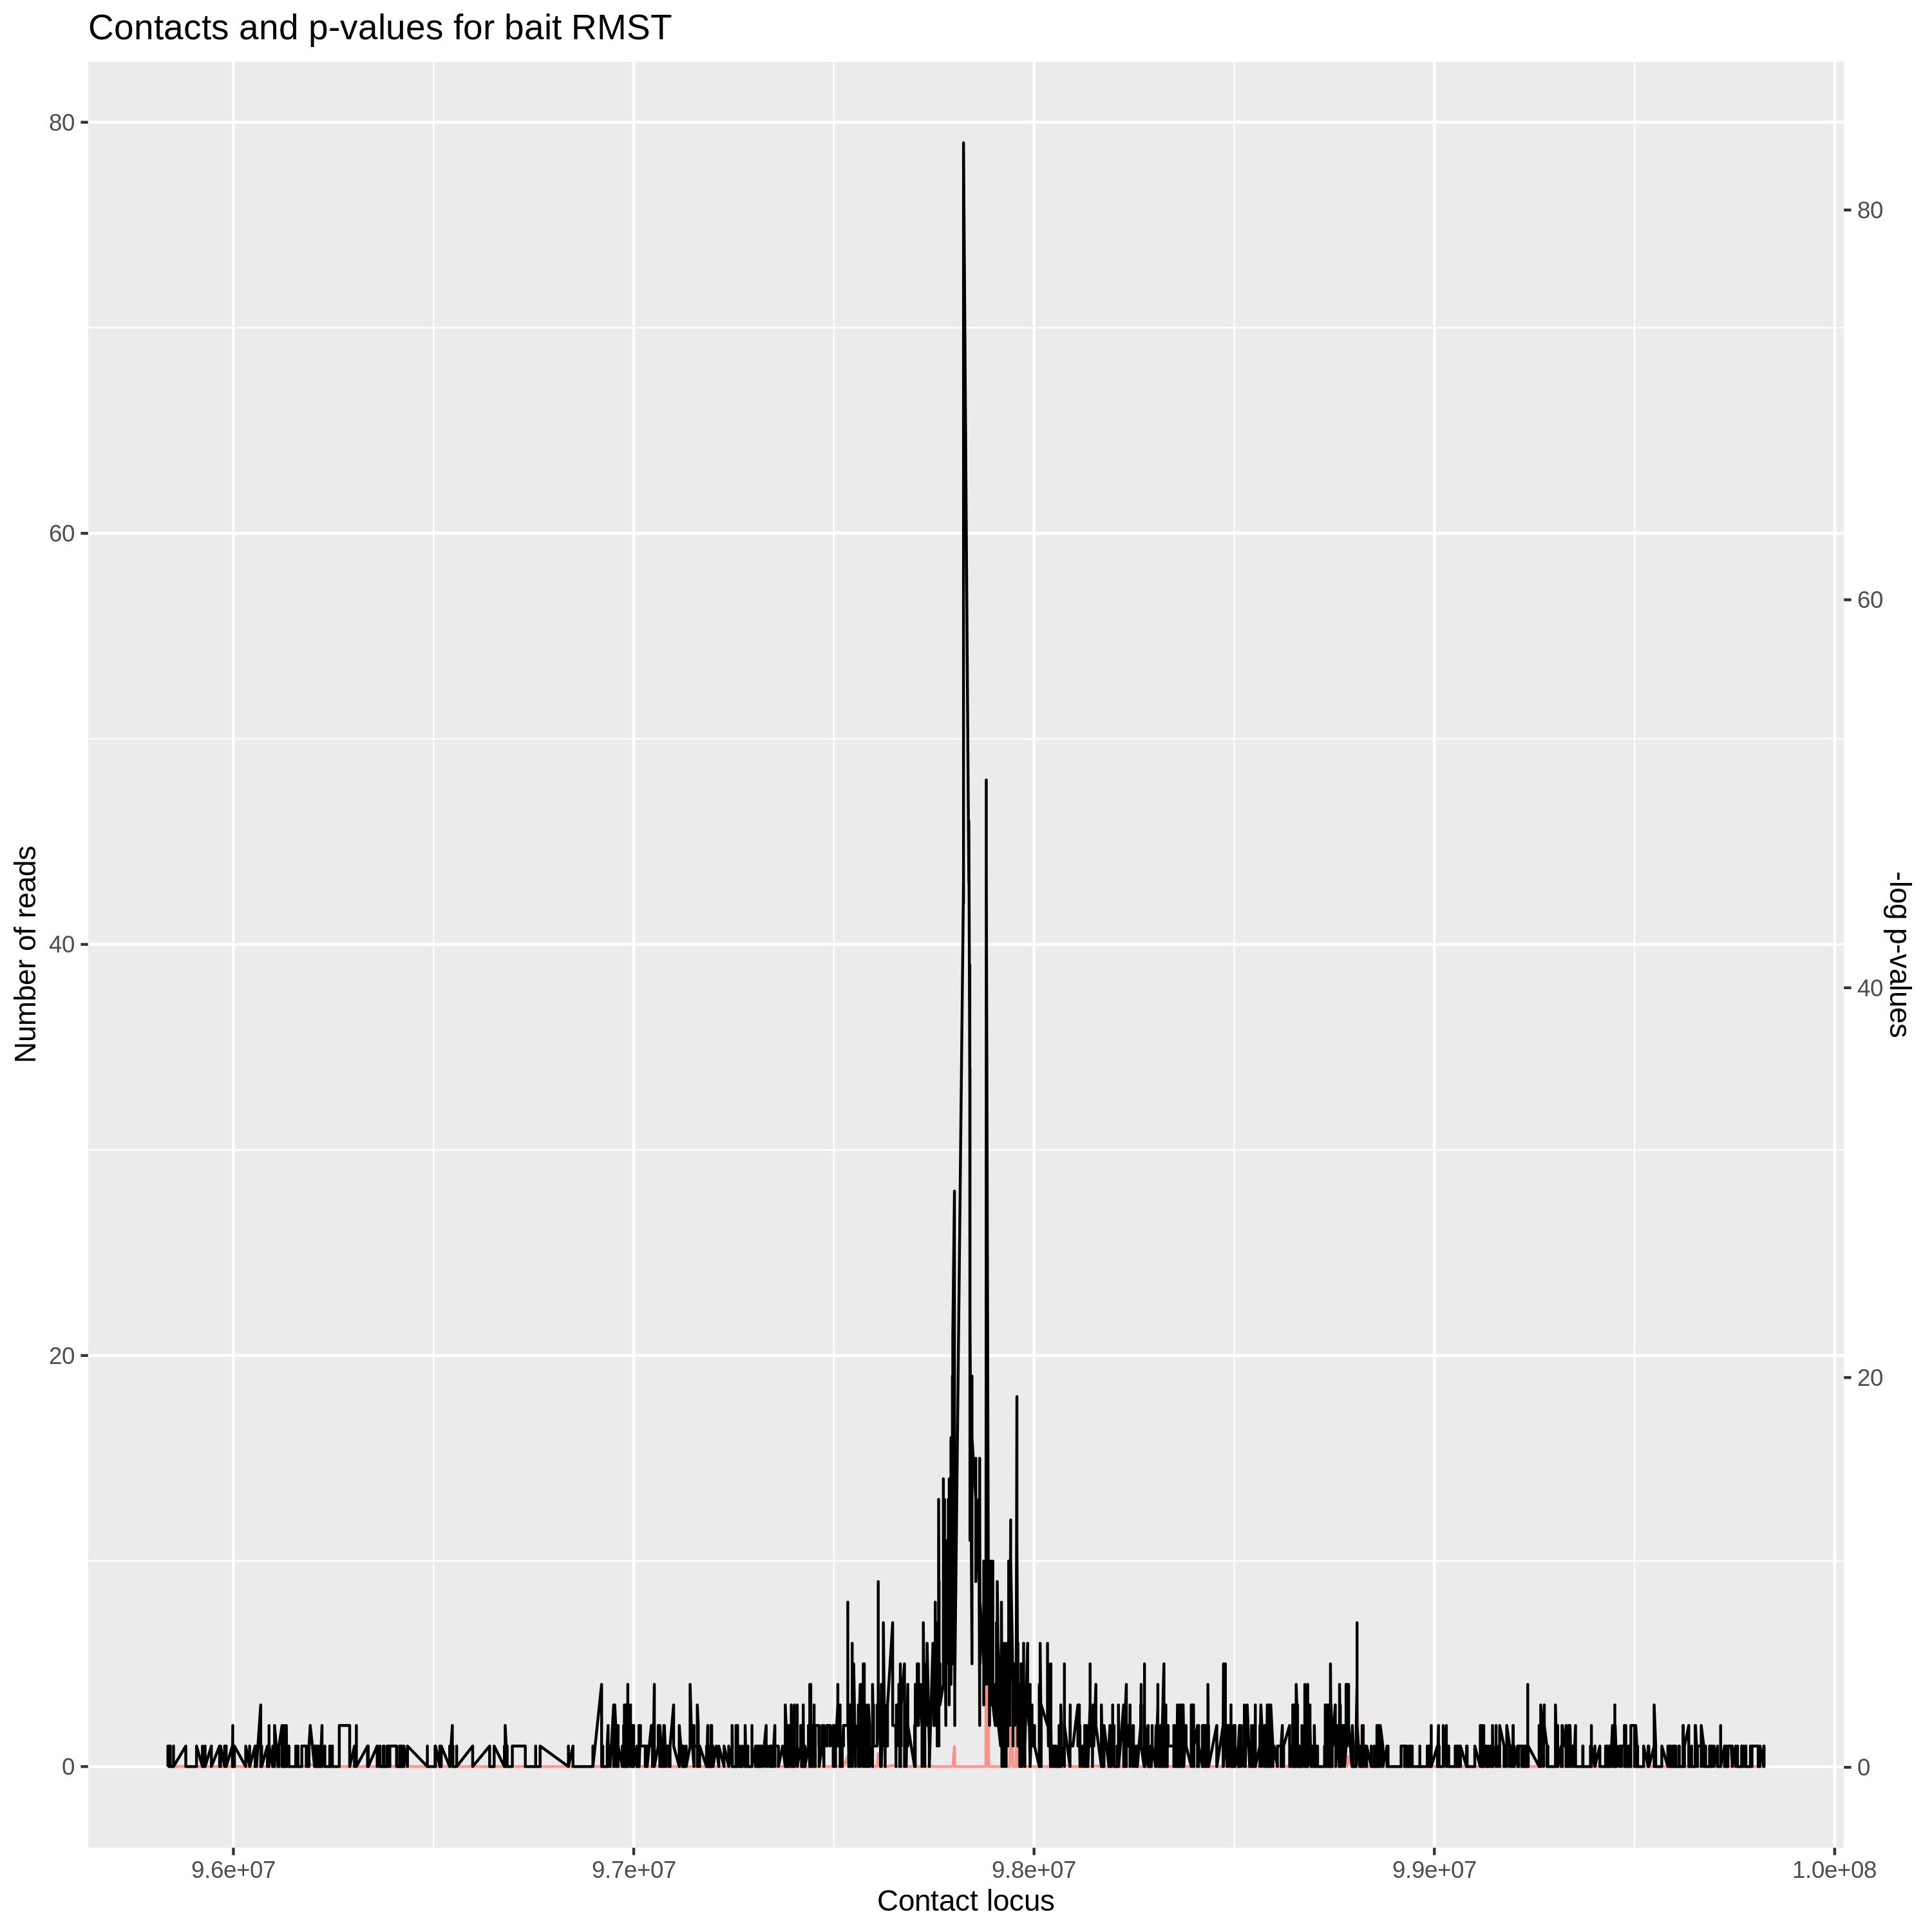 Contacts and p-values for bait RMST
80
60
40
20
0
Number of reads
80
60
40
20
0
-log p-values
9.6e+07 9.7e+07 9.8e+07 9.9e+07 1.0e+08
Contact locus